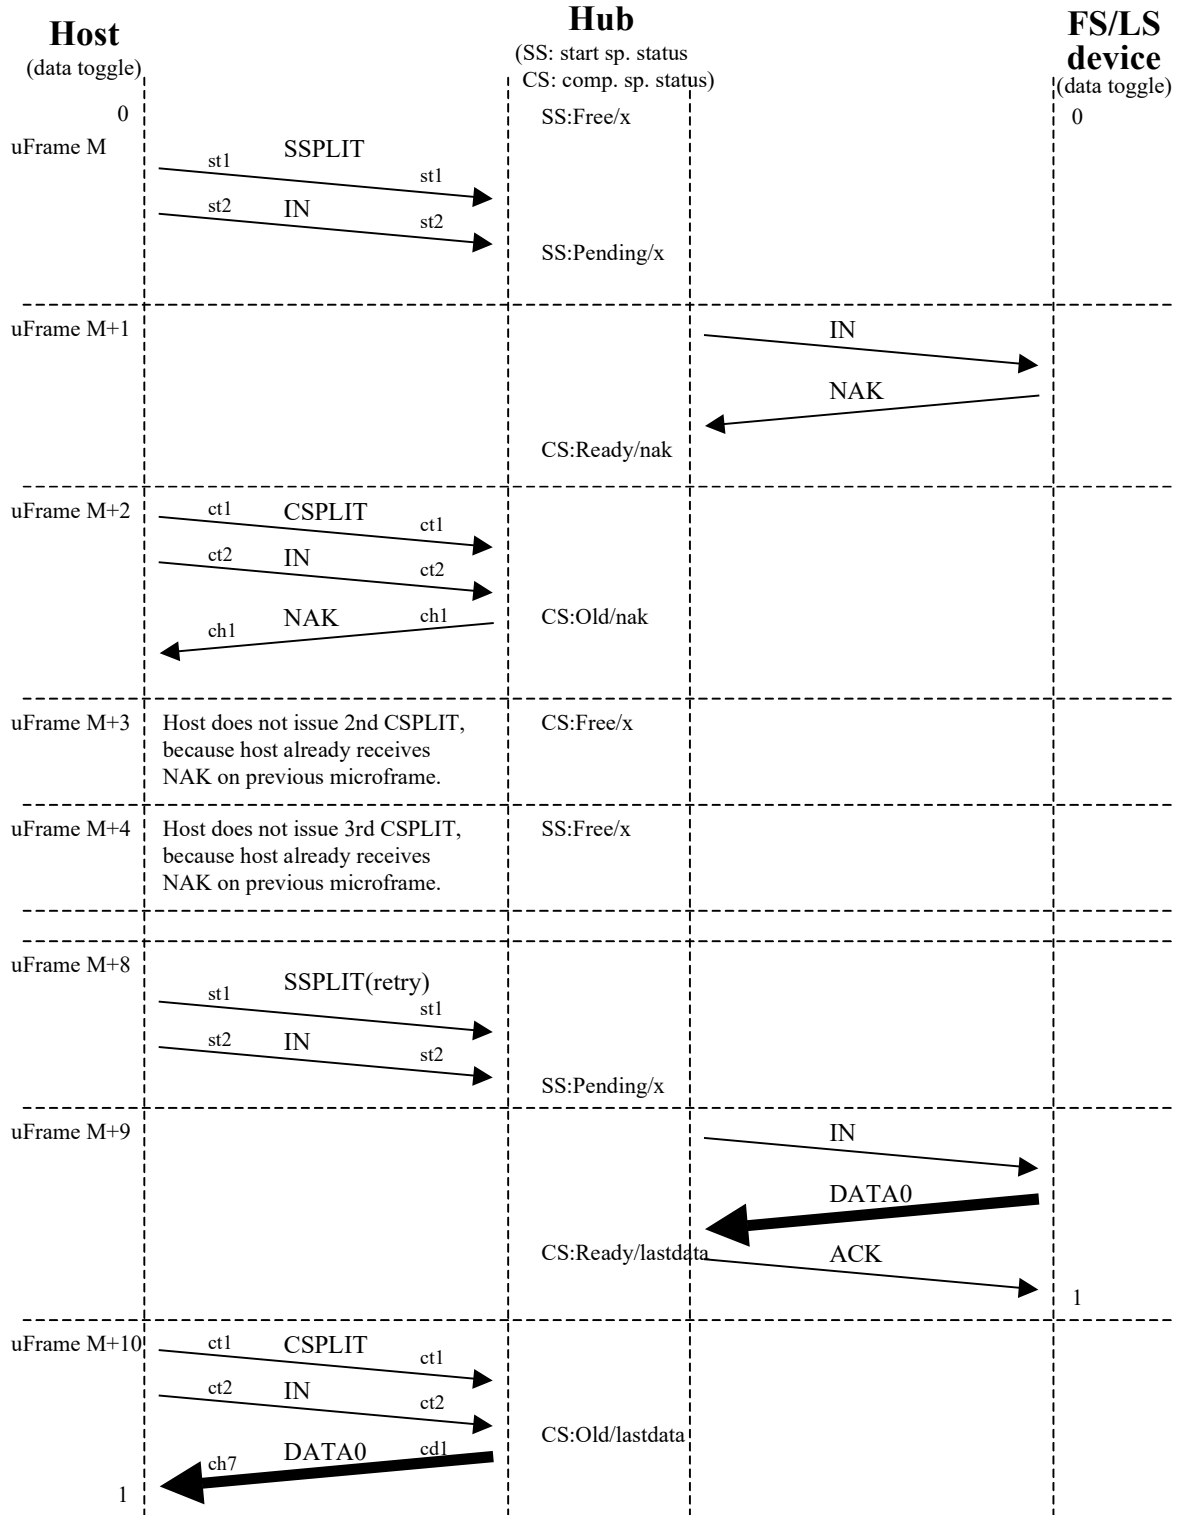 Host
(data toggle)
Hub
(SS: start sp. status
CS: comp. sp. status)
FS/LS
device
(data toggle)
0
SS:Free/x
0
uFrame M
st1
SSPLIT
st1
st2
IN
st2
SS:Pending/x
uFrame M+1
IN
NAK
CS:Ready/nak
uFrame M+2
ct1
CSPLIT
ct1
ct2
IN
ct2
NAK
ch1
ch1
CS:Old/nak
uFrame M+3
Host does not issue 2nd CSPLIT,
because host already receives
NAK on previous microframe.
CS:Free/x
uFrame M+4
Host does not issue 3rd CSPLIT,
because host already receives
NAK on previous microframe.
SS:Free/x
uFrame M+8
SSPLIT(retry)
st1
st1
st2
IN
st2
SS:Pending/x
uFrame M+9
IN
DATA0
CS:Ready/lastdata
ACK
1
uFrame M+10
ct1
CSPLIT
ct1
ct2
IN
ct2
CS:Old/lastdata
DATA0
cd1
ch7
1